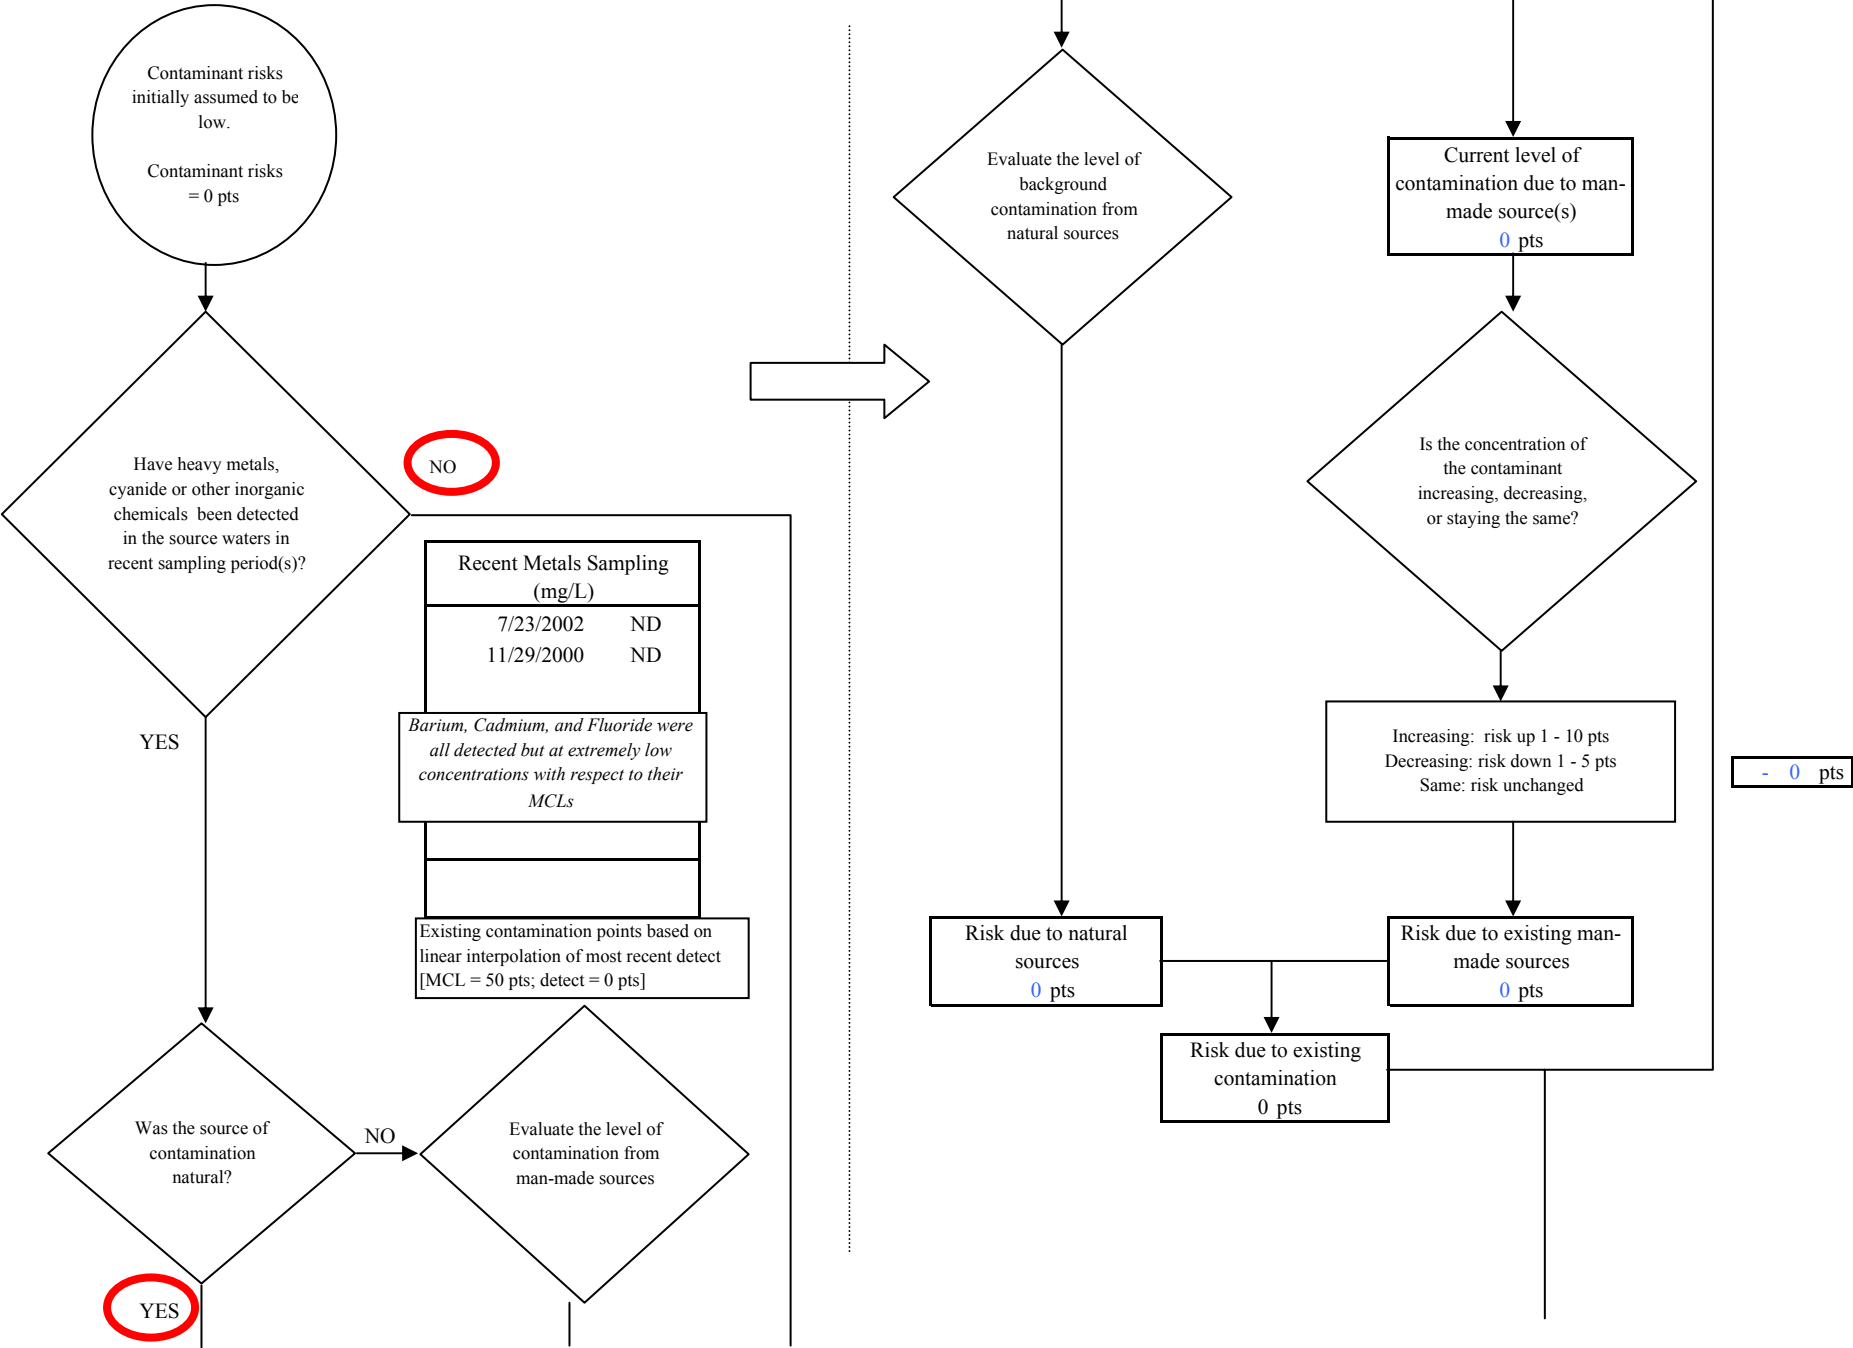 Contaminant risks
initially assumed to be
low.
Contaminant risks
= 0 pts
Have heavy metals,
cyanide or other inorganic
chemicals been detected
in the source waters in
recent sampling period(s)?
NO
YES
Recent Metals Sampling
(mg/L)
7/23/2002 ND
11/29/2000 ND
Barium, Cadmium, and Fluoride were
all detected but at extremely low
concentrations with respect to their
MCLs
Existing contamination points based on
linear interpolation of most recent detect
[MCL = 50 pts; detect = 0 pts]
Was the source of
contamination
natural?
NO
YES
Evaluate the level of
contamination from
man-made sources
Evaluate the level of
background
contamination from
natural sources
Current level of
contamination due to man-
made source(s)
0 pts
Is the concentration of
the contaminant
increasing, decreasing,
or staying the same?
Increasing: risk up 1 - 10 pts
Decreasing: risk down 1 - 5 pts
Same: risk unchanged
- 0 pts
Risk due to natural
sources
0 pts
Risk due to existing man-
made sources
0 pts
Risk due to existing
contamination
0 pts